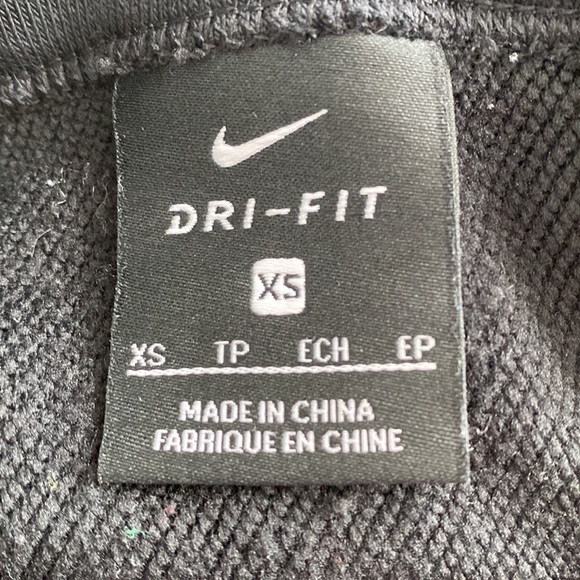 DRI-FIT
XS
XS TP ECH EP
MADE IN CHINA
FABRIQUE EN CHINE